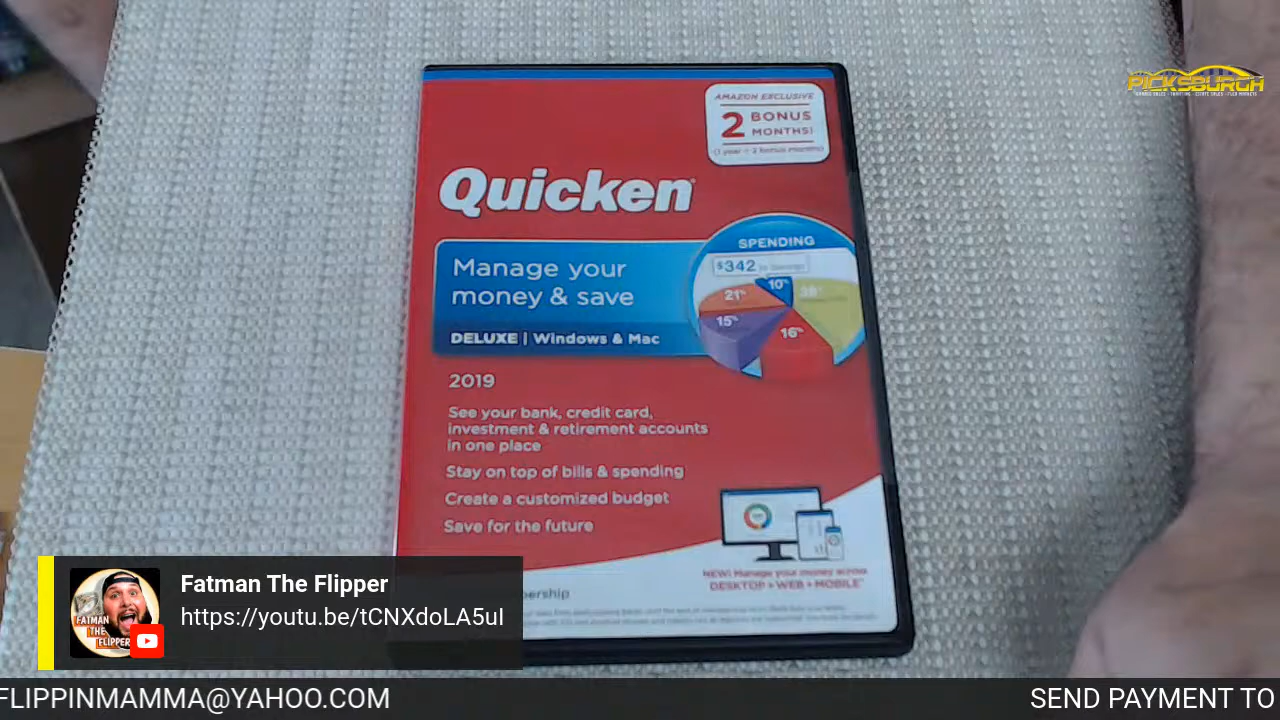 PICKSBURGH
AMAZON EXCLUSIVE
2 BONUS
MONTHS!
(1 year + 2 bonus months)
Quicken
SPENDING
$342
Manage your
money & save
10%
21%
38%
15%
16%
DELUXE | Windows & Mac
2019
See your bank, credit card,
investment & retirement accounts
in one place
Stay on top of bills & spending
Create a customized budget
Save for the future
NEW! Manage your money across
DESKTOP + WEB + MOBILE
Fatman The Flipper
https://youtu.be/tCNXdoLA5uI
FATMAN
THE
FLIPPER
FLIPPINMAMMA@YAHOO.COM
SEND PAYMENT TO